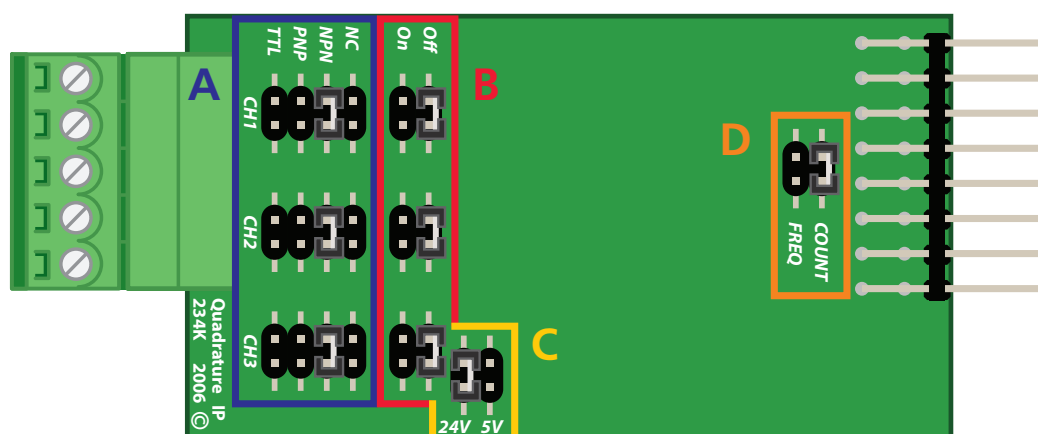 A
TTL
PNP
NPN
NC
CH1
CH2
CH3
On
Off
B
C
24V 5V
D
FREQ
COUNT
Quadrature IP
234K 2006 ©